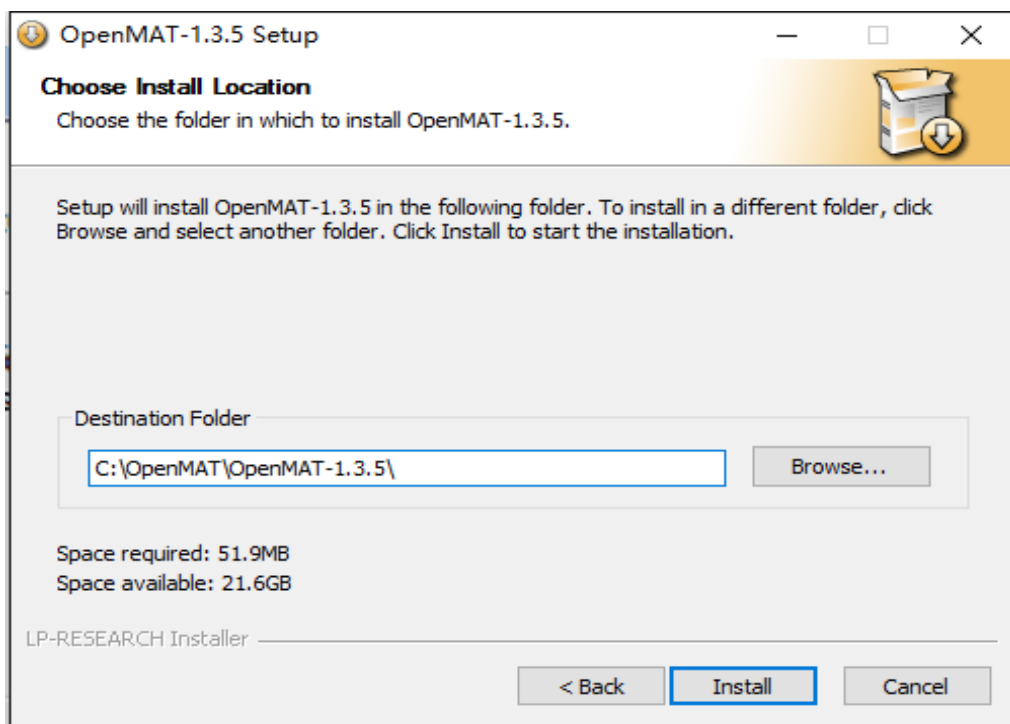 OpenMAT-1.3.5 Setup
Choose Install Location
Choose the folder in which to install OpenMAT-1.3.5.
Setup will install OpenMAT-1.3.5 in the following folder. To install in a different folder, click
Browse and select another folder. Click Install to start the installation.
Destination Folder
C:\OpenMAT\OpenMAT-1.3.5\
Browse...
Space required: 51.9MB
Space available: 21.6GB
LP-RESEARCH Installer
< Back
Install
Cancel